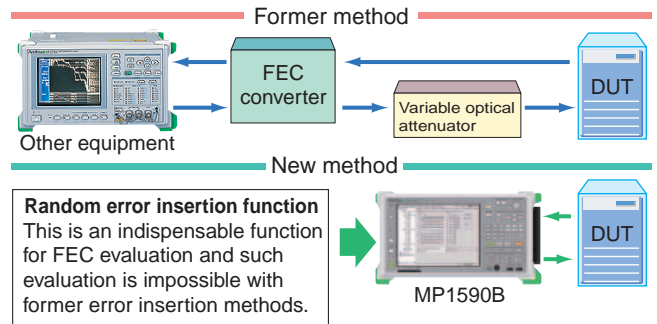 Former method
Anritsu
FEC
converter
Variable optical
attenuator
DUT
Other equipment
New method
Random error insertion function
This is an indispensable function
for FEC evaluation and such
evaluation is impossible with
former error insertion methods.
MP1590B
DUT